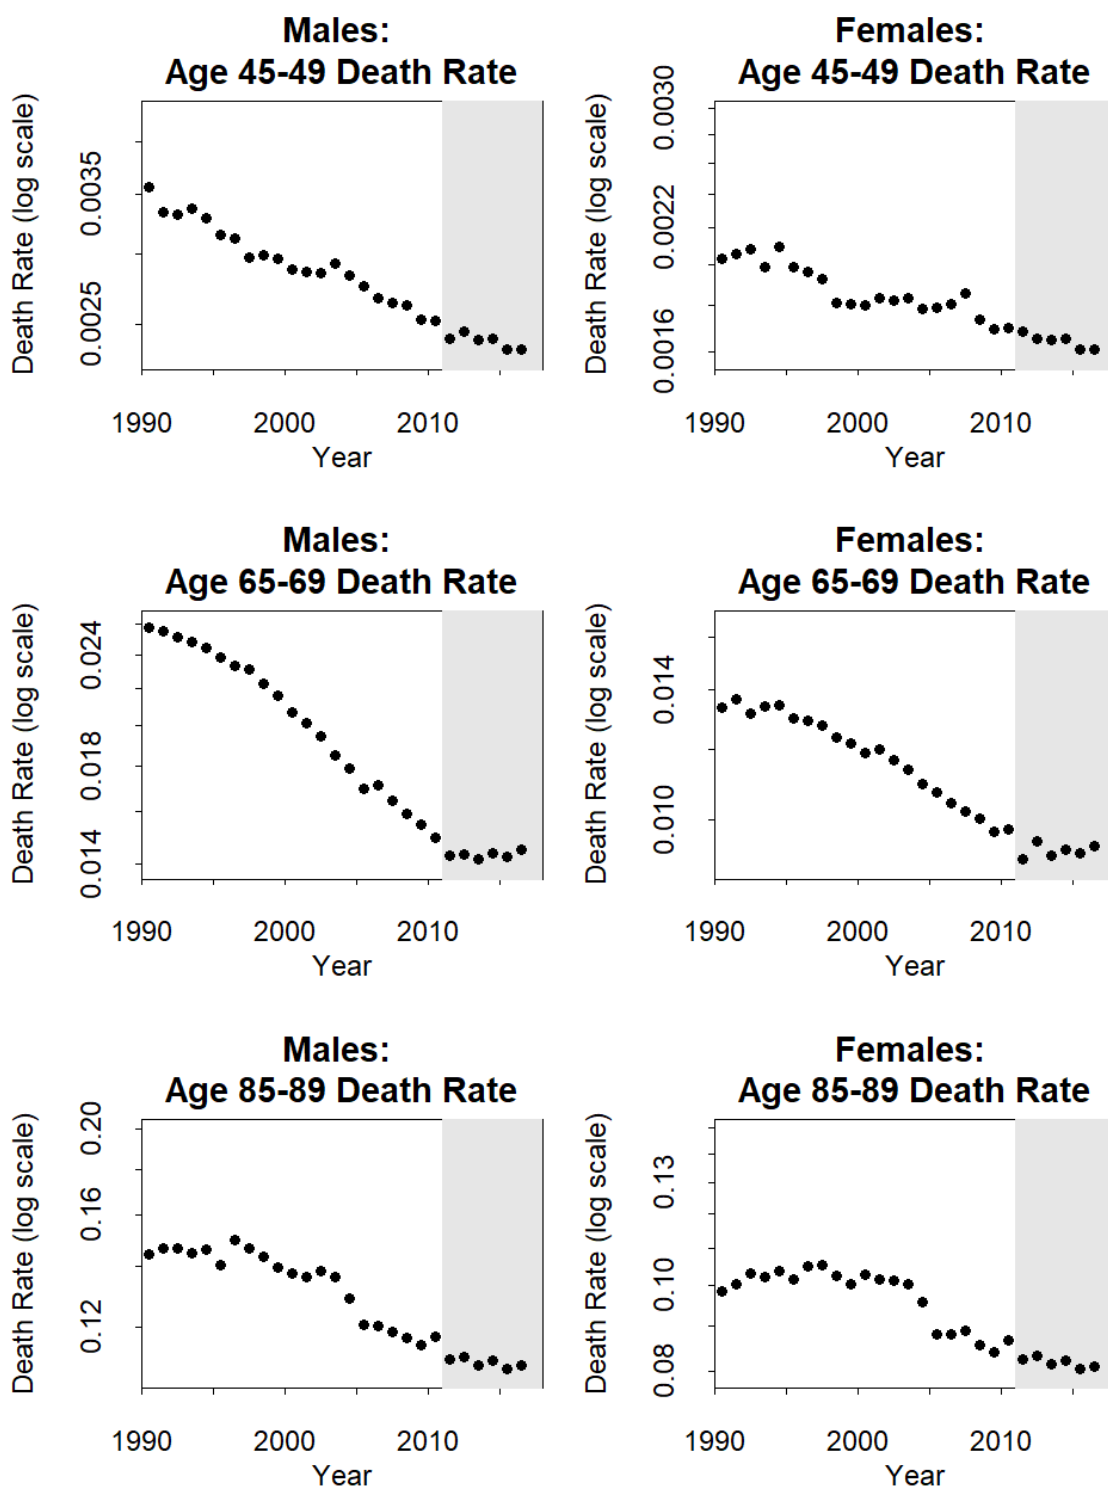 Males:
Age 45-49 Death Rate
Death Rate (log scale)
0.0035
0.0025
1990
2000
2010
Year
Females:
Age 45-49 Death Rate
Death Rate (log scale)
0.0030
0.0022
0.0016
1990
2000
2010
Year
Males:
Age 65-69 Death Rate
Death Rate (log scale)
0.024
0.018
0.014
1990
2000
2010
Year
Females:
Age 65-69 Death Rate
Death Rate (log scale)
0.014
0.010
1990
2000
2010
Year
Males:
Age 85-89 Death Rate
Death Rate (log scale)
0.20
0.16
0.12
1990
2000
2010
Year
Females:
Age 85-89 Death Rate
Death Rate (log scale)
0.13
0.10
0.08
1990
2000
2010
Year